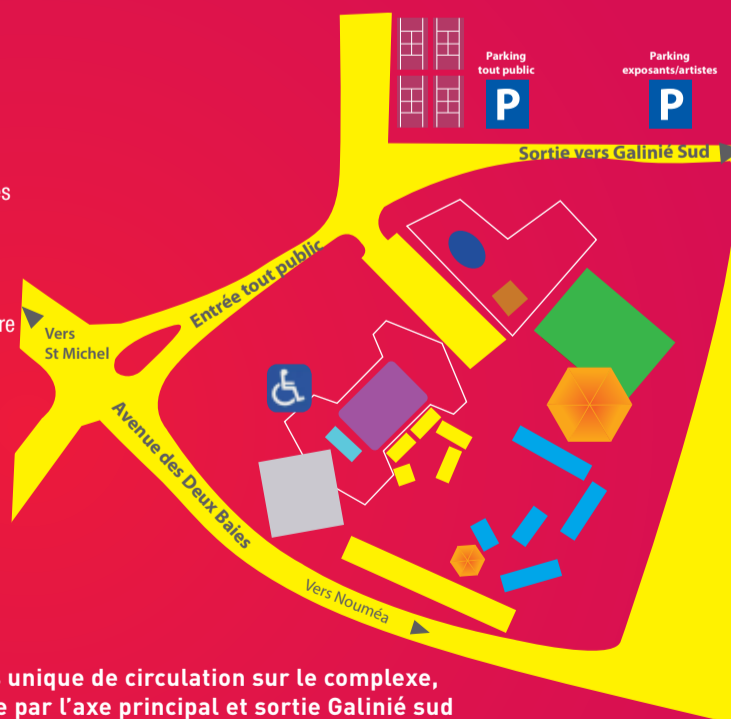 Parking
tout public
P
Parking
exposants/artistes
P
Sortie vers Galinié Sud
Entrée tout public
Vers
St Michel
Avenue des Deux Baies
Vers Nouméa
unique de circulation sur le complexe,
par l’axe principal et sortie Galinié sud